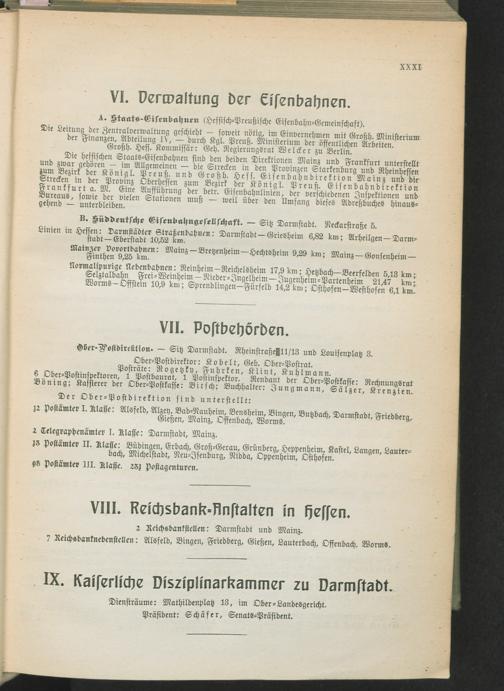 XXXI
VI. Verwaltung der Eisenbahnen.
A. Staats-Eisenbahnen (Hessisch-Preußische Eisenbahn-Gemeinschaft).
Die Leitung der Zentralverwaltung geschieht — soweit nötig, im Einvernehmen mit Großh. Ministerium
der Finanzen, Abteilung IV, — durch Kgl. Preuß. Ministerium der öffentlichen Arbeiten.
Großh. Hess. Kommissär: Geh. Regierungsrat Welcker zu Berlin.
Die hessischen Staats-Eisenbahnen sind den beiden Direktionen Mainz und Frankfurt unterstellt
und zwar gehören — im Allgemeinen — die Strecken in den Provinzen Starkenburg und Rheinhessen
zum Bezirk der Königl. Preuß. und Großh. Hess. Eisenbahndirektion Mainz und die
Strecken in der Provinz Oberhessen zum Bezirk der Königl. Preuß. Eisenbahndirektion
Frankfurt a. M. Eine Aufführung der betr. Eisenbahnlinien, der verschiedenen Inspektionen und
Bureaus, sowie der vielen Stationen muß — weil über den Umfang dieses Adreßbuches hinaus-
gehend — unterbleiben.
B. Süddeutsche Eisenbahngesellschaft. — Sitz Darmstadt. Neckarstraße 5.
Linien in Hessen: Darmstädter Straßenbahnen: Darmstadt—Griesheim 6,82 km; Arheilgen—Darm-
stadt—Eberstadt 10,52 km.
Mainzer Vorortbahnen: Mainz—Bretzenheim—Hechtsheim 9,29 km; Mainz—Gonsenheim—
Finthen 9,25 km.
Normalspurige Nebenbahnen: Reinheim—Reichelsheim 17,9 km; Hetzbach—Beerfelden 5,13 km;
Selztalbahn Frei-Weinheim—Nieder-Ingelheim—Jugenheim-Partenheim 21,47 km;
Worms—Offstein 10,9 km; Sprendlingen—Fürfeld 14,2 km; Osthofen—Westhofen 6,1 km.
VII. Postbehörden.
Ober-Postdirektion. — Sitz Darmstadt. Rheinstraße 11/13 und Louisenplatz 3.
Ober-Postdirektor: Kobelt, Geh. Ober-Postrat.
Posträte: Rogetzky, Fuhrken, Klint, Kuhlmann.
6 Ober-Postinspektoren, 1 Postbaurat, 1 Postinspektor. Rendant der Ober-Postkasse: Rechnungsrat
Böning; Kassierer der Ober-Postkasse: Bitsch; Buchhalter: Jungmann, Sälzer, Krenzien.
Der Ober-Postdirektion sind unterstellt:
12 Postämter I. Klasse: Alsfeld, Alzey, Bad-Nauheim, Bensheim, Bingen, Butzbach, Darmstadt, Friedberg,
Gießen, Mainz, Offenbach, Worms.
2 Telegraphenämter I. Klasse: Darmstadt, Mainz.
15 Postämter II. Klasse: Büdingen, Erbach, Groß-Gerau, Grünberg, Heppenheim, Kastel, Langen, Lauter-
bach, Michelstadt, Neu-Isenburg, Nidda, Oppenheim, Osthofen.
Postämter III. Klasse. Postagenturen.
VIII. Reichsbank-Anstalten in Hessen.
2 Reichsbankstellen: Darmstadt und Mainz.
7 Reichsbanknebenstellen: Alsfeld, Bingen, Friedberg, Gießen, Lauterbach, Offenbach, Worms.
IX. Kaiserliche Disziplinarkammer zu Darmstadt.
Diensträume: Mathildenplatz 13, im Ober-Landesgericht.
Präsident: Schäfer, Senats-Präsident.